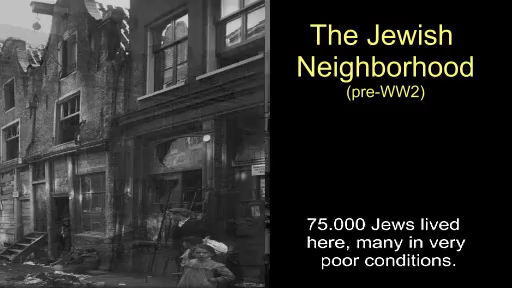 The Jewish
Neighborhood
(pre-WW2)
75.000 Jews lived
here, many in very
poor conditions.